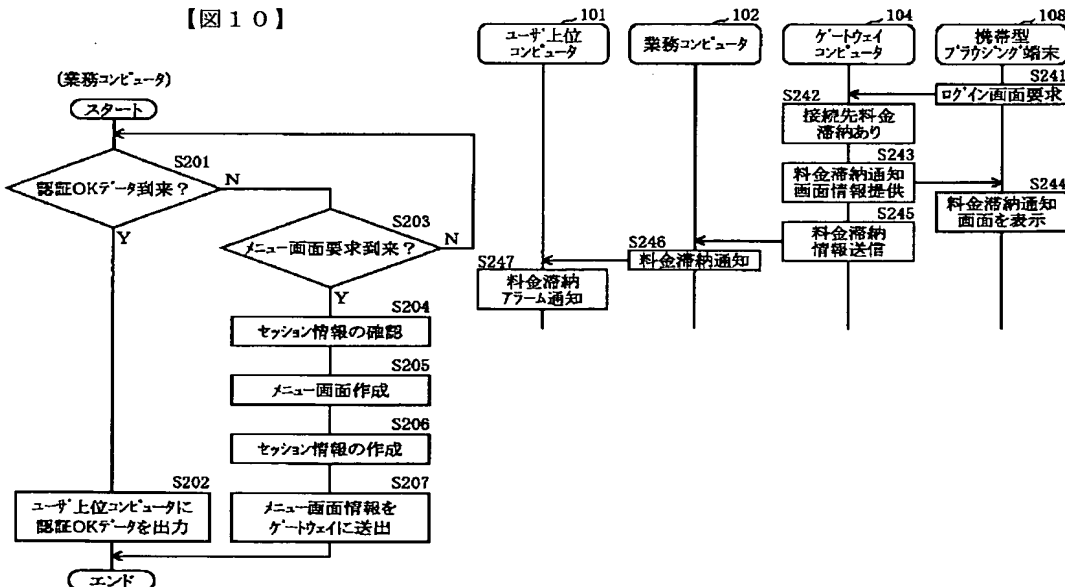 【図１０】
(業務コンピュータ)
スタート
S201
認証OKデータ到来？
N
Y
S203
メニュー画面要求到来？
N
Y
S204
セッション情報の確認
S205
メニュー画面作成
S206
セッション情報の作成
S202
ユーザ上位コンピュータに
認証OKデータを出力
S207
メニュー画面情報を
ゲートウェイに送出
エンド
101
ユーザ上位
コンピュータ
102
業務コンピュータ
104
ゲートウェイ
コンピュータ
108
携帯型
ブラウジング端末
S241
ログイン画面要求
S242
接続先料金
滞納あり
S243
料金滞納通知
画面情報提供
S244
料金滞納通知
画面を表示
S245
料金滞納
情報送信
S246
料金滞納通知
S247
料金滞納
アラーム通知